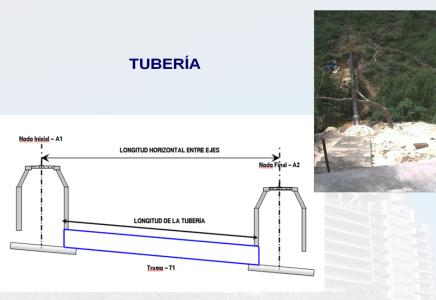 TUBERÍA
Nodo Inicial – A1
LONGITUD HORIZONTAL ENTRE EJES
Nodo Final – A2
LONGITUD DE LA TUBERÍA
Tramo – T1